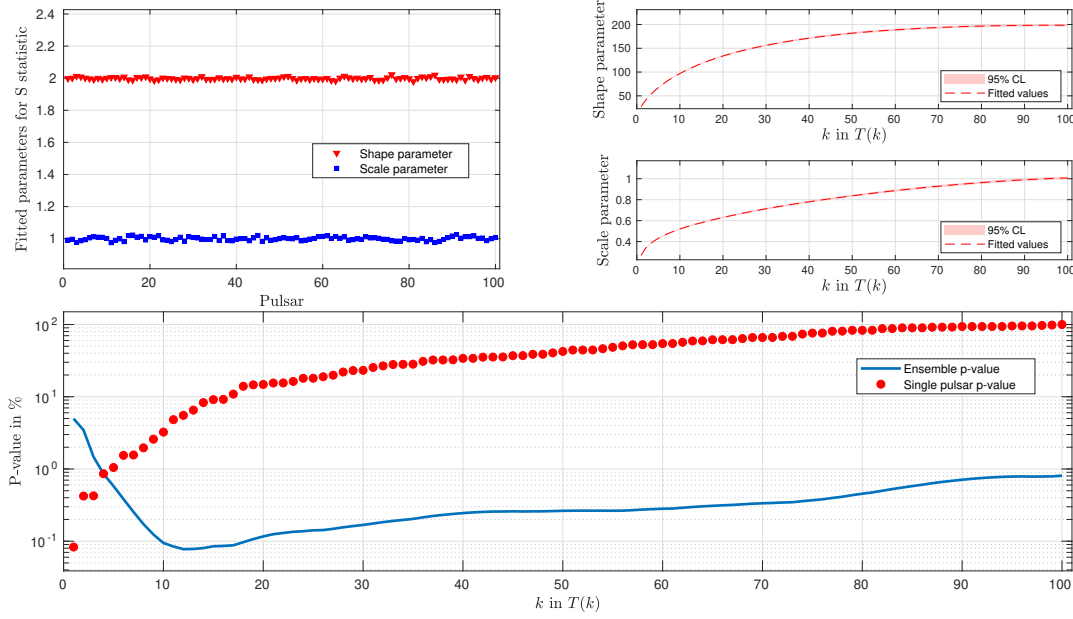 Fitted parameters for S statistic
2.4
2.2
2
1.8
1.6
1.4
1.2
1
Shape parameter
Scale parameter
0 20 40 60 80 100
Pulsar
Shape parameter
200
150
100
50
95% CL
Fitted values
0 10 20 30 40 50 60 70 80 90 100
k in T(k)
Scale parameter
1
0.8
0.6
0.4
95% CL
Fitted values
0 10 20 30 40 50 60 70 80 90 100
k in T(k)
P-value in %
10^2
10^1
10^0
10^-1
Ensemble p-value
Single pulsar p-value
0 10 20 30 40 50 60 70 80 90 100
k in T(k)